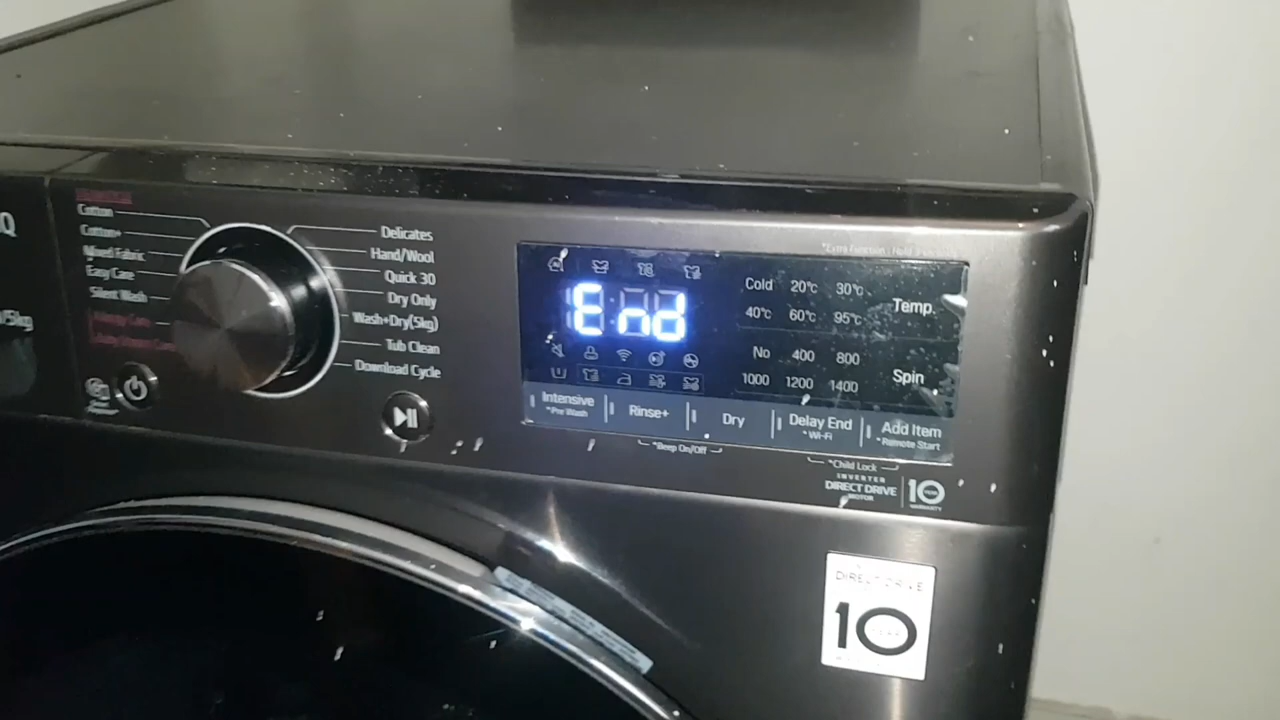 Q
/5kg
Cotton
Cotton+
Mixed Fabric
Easy Care
Silent Wash
Delicates
Hand/Wool
Quick 30
Dry Only
Wash+Dry(5kg)
Tub Clean
Download Cycle
End
Cold 20℃ 30℃
40℃ 60℃ 95℃
Temp.
No 400 800
1000 1200 1400
Spin
Intensive
*Pre Wash
Rinse+
Dry
Delay End
*Wi-Fi
Add Item
*Remote Start
*Beep On/Off
*Child Lock
INVERTER
DIRECT DRIVE
MOTOR
10
DIRECT DRIVE
10